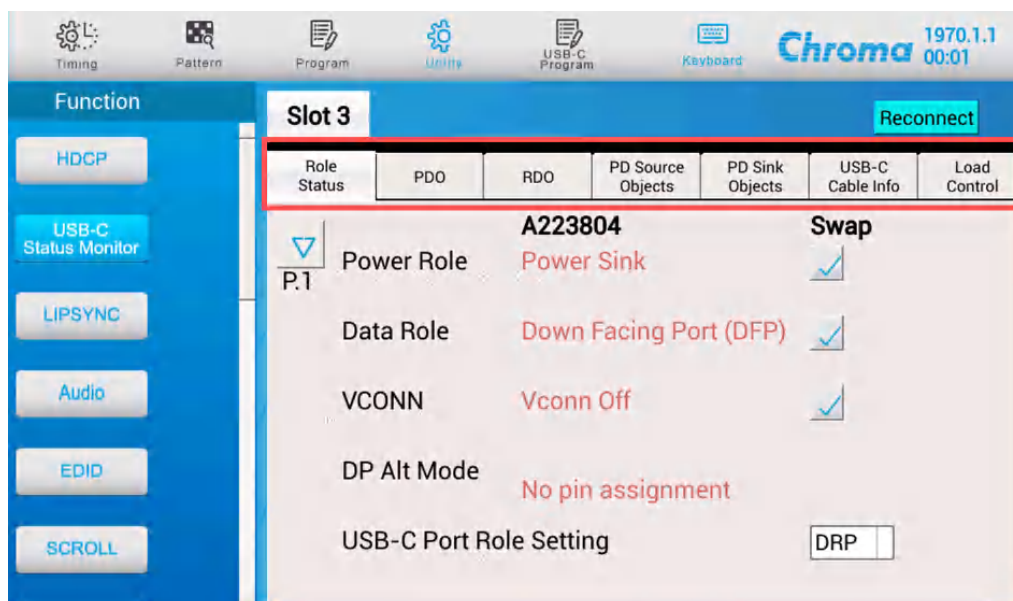 Timing
Pattern
Program
Utility
USB-C
Program
Keyboard
Chroma
1970.1.1
00:01
Function
HDCP
USB-C
Status Monitor
LIPSYNC
Audio
EDID
SCROLL
Slot 3
Reconnect
Role
Status
PDO
RDO
PD Source
Objects
PD Sink
Objects
USB-C
Cable Info
Load
Control
A223804 Swap
P.1
Power Role Power Sink
Data Role Down Facing Port (DFP)
VCONN Vconn Off
DP Alt Mode
No pin assignment
USB-C Port Role Setting DRP